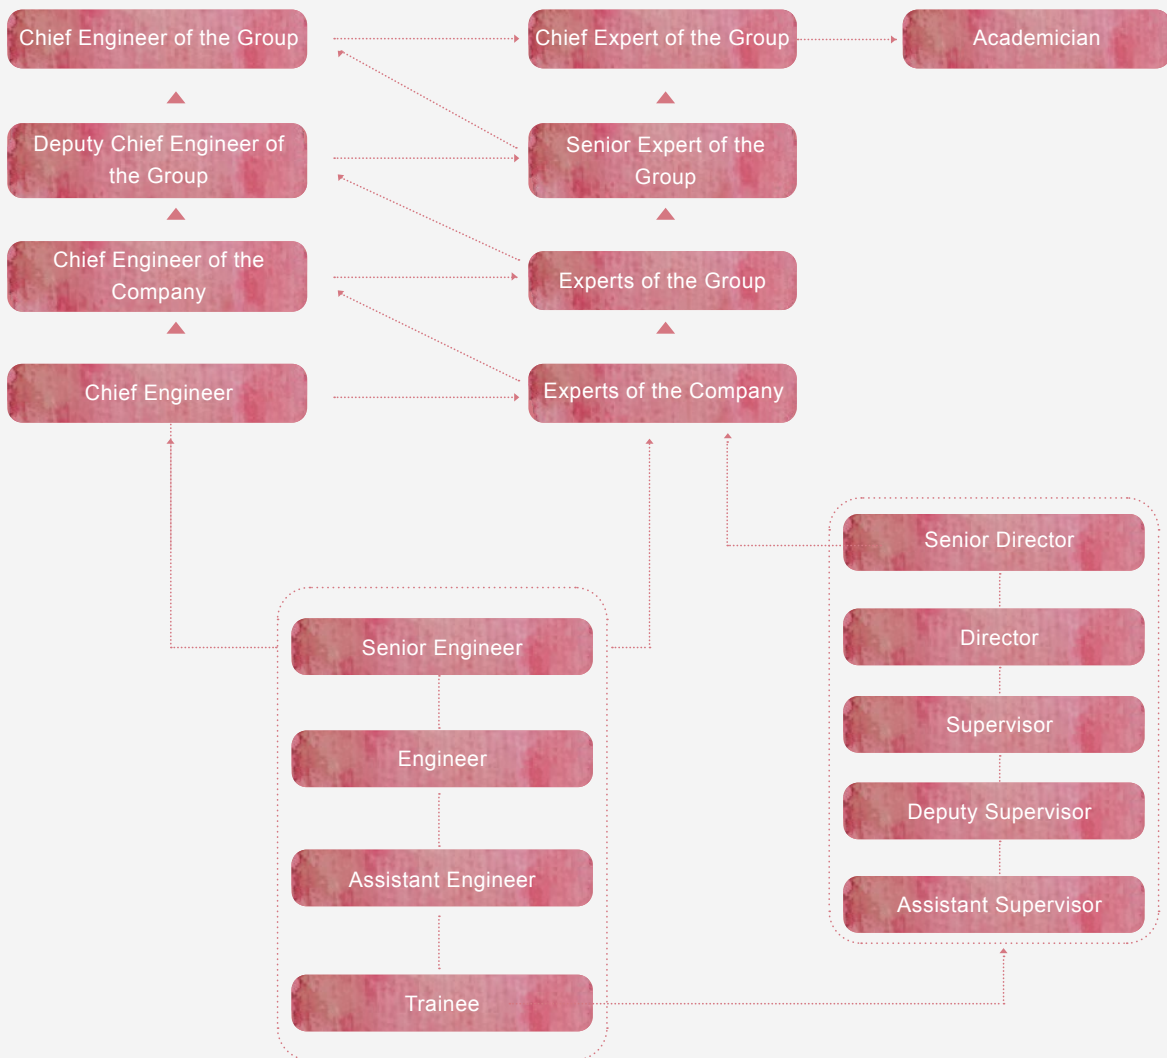 Chief Engineer of the Group
Chief Expert of the Group
Academician
Deputy Chief Engineer of
the Group
Senior Expert of the
Group
Chief Engineer of the
Company
Experts of the Group
Chief Engineer
Experts of the Company
Senior Engineer
Engineer
Assistant Engineer
Trainee
Senior Director
Director
Supervisor
Deputy Supervisor
Assistant Supervisor